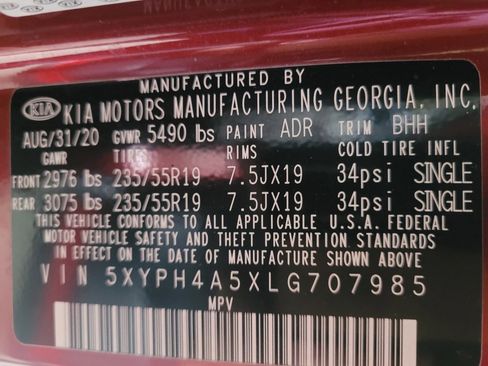 MANUFACTURED BY
KIA KIA MOTORS MANUFACTURING GEORGIA, INC.
AUG/31/20 GVWR 5490 lbs PAINT ADR TRIM BHH
GAWR TIRES RIMS COLD TIRE INFL
FRONT 2976 lbs 235/55R19 7.5JX19 34psi SINGLE
REAR 3075 lbs 235/55R19 7.5JX19 34psi SINGLE
THIS VEHICLE CONFORMS TO ALL APPLICABLE U.S.A. FEDERAL
MOTOR VEHICLE SAFETY AND THEFT PREVENTION STANDARDS
IN EFFECT ON THE DATE OF MANUFACTURE SHOWN ABOVE.
VIN 5XYPH4A5XLG707985
MPV